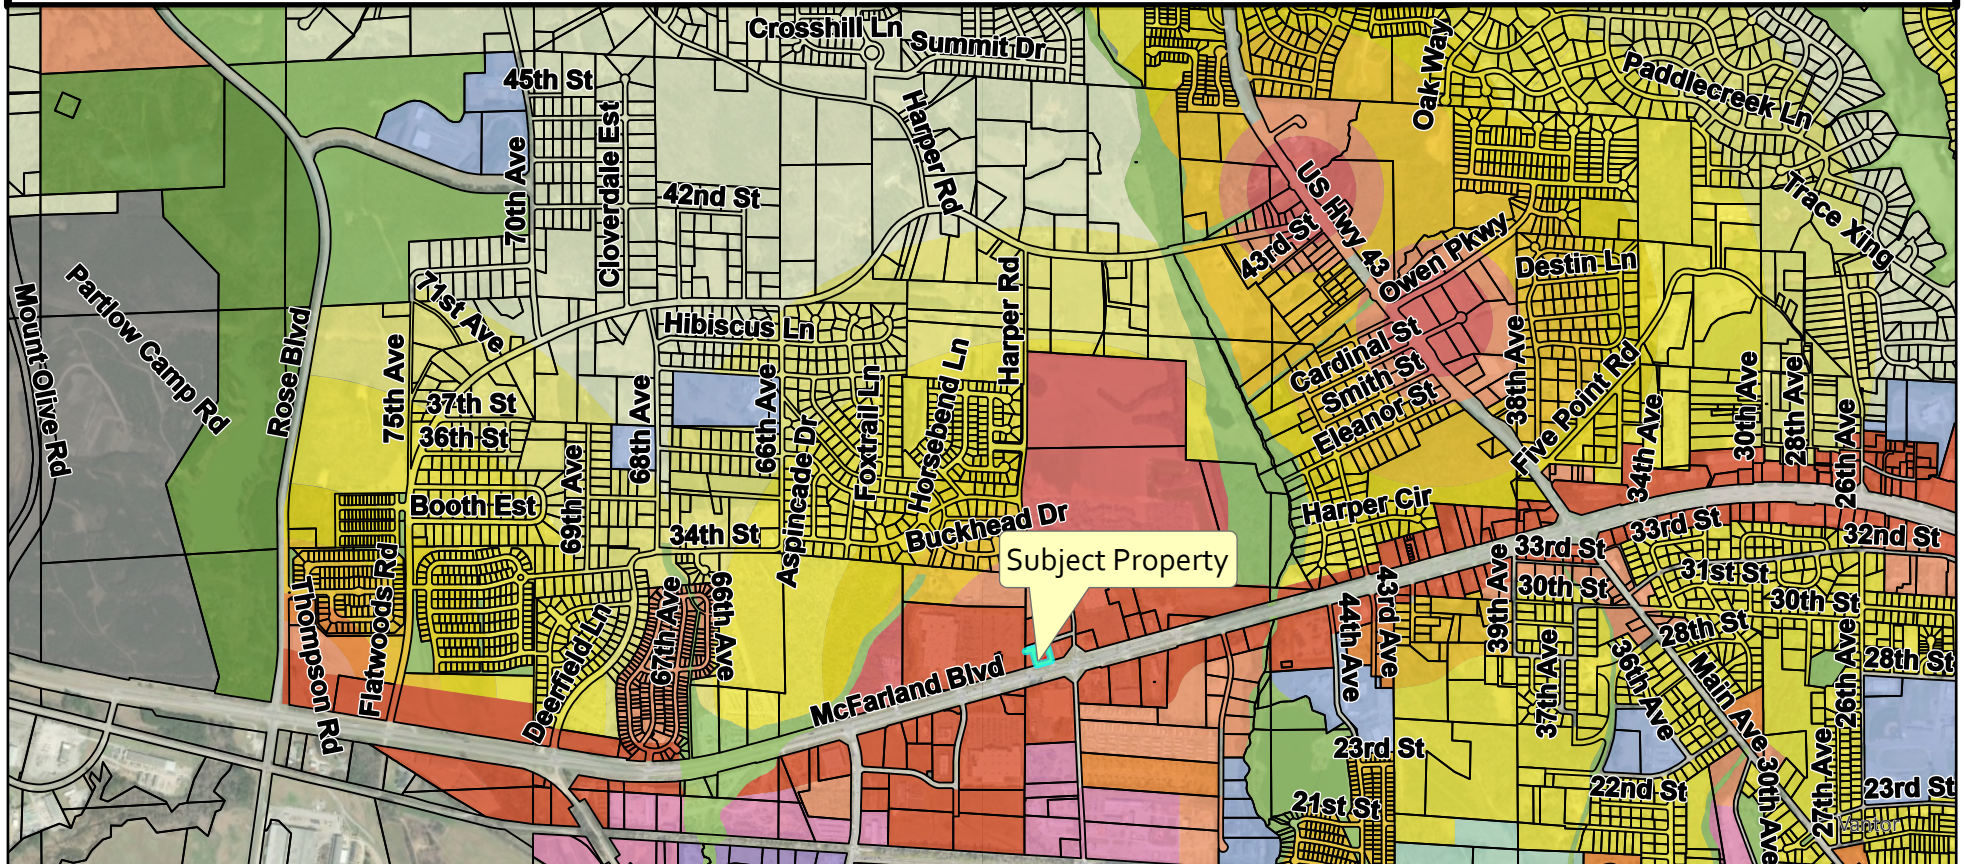 Crosshill Ln
Summit Dr
Oak Way
Paddlecreek Ln
45th St
Cloverdale Est
Harper Rd
70th Ave
42nd St
US Hwy 43
43rd St
Owen Pkwy
Trace Xing
Destin Ln
Mount Olive Rd
Partlow Camp Rd
Rose Blvd
71st Ave
75th Ave
Hibiscus Ln
Harper Rd
Cardinal St
Smith St
Eleanor St
38th Ave
Five Point Rd
37th St
36th St
68th Ave
66th Ave
Aspincade Dr
Foxtrail Ln
Horsebend Ln
34th Ave
30th Ave
28th Ave
26th Ave
Booth Est
69th Ave
34th St
Buckhead Dr
Harper Cir
33rd St
33rd St
32nd St
Subject Property
Thompson Rd
Flatwoods Rd
Deerfield Ln
67th Ave
66th Ave
McFarland Blvd
44th Ave
43rd Ave
39th Ave
30th St
31st St
30th St
28th St
28th St
37th Ave
36th Ave
Main Ave
26th Ave
23rd St
21st St
22nd St
30th Ave
30th Ave
27th Ave
23rd St
Vantor